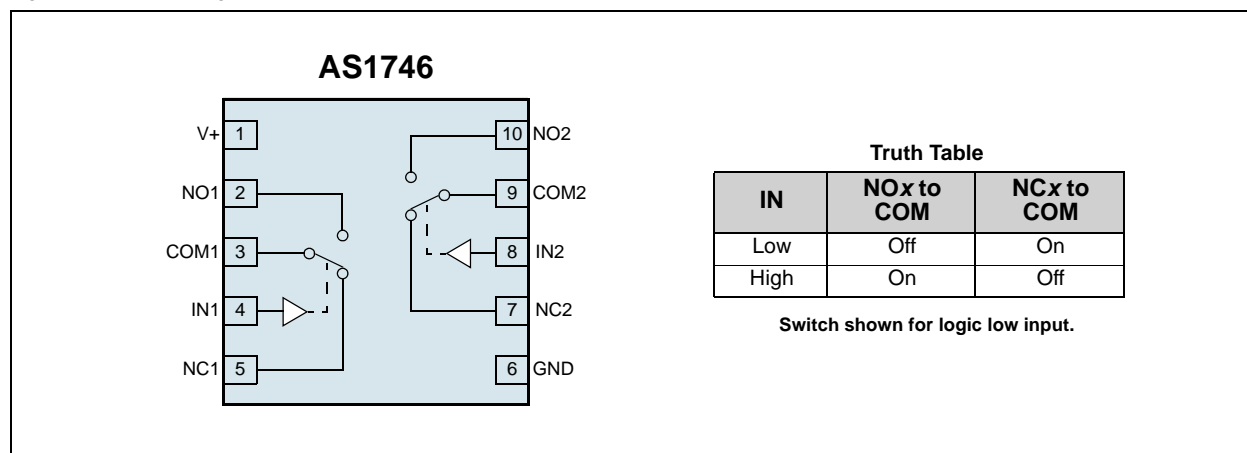 AS1746
V+ 1
NO1 2
COM1 3
IN1 4
NC1 5
10 NO2
9 COM2
8 IN2
7 NC2
6 GND
Truth Table
IN NOx to COM NCx to COM
Low Off On
High On Off
Switch shown for logic low input.